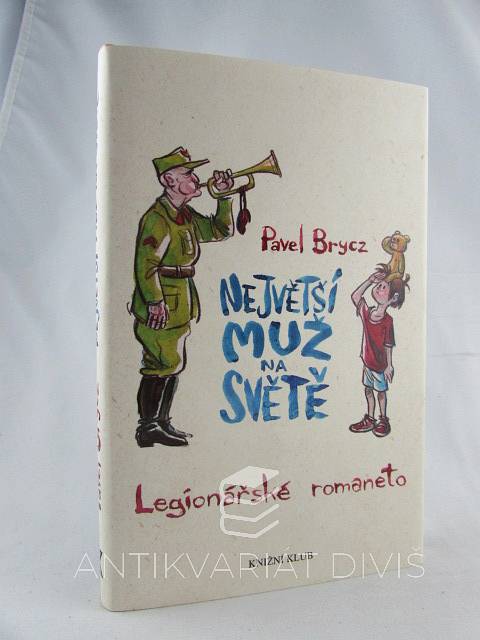 Pavel Brycz
NEJVĚTŠÍ
MUŽ
NA
SVĚTĚ
Legionářské romaneto
KNIŽNÍ KLUB
ANTIKVARIÁT DIVIŠ